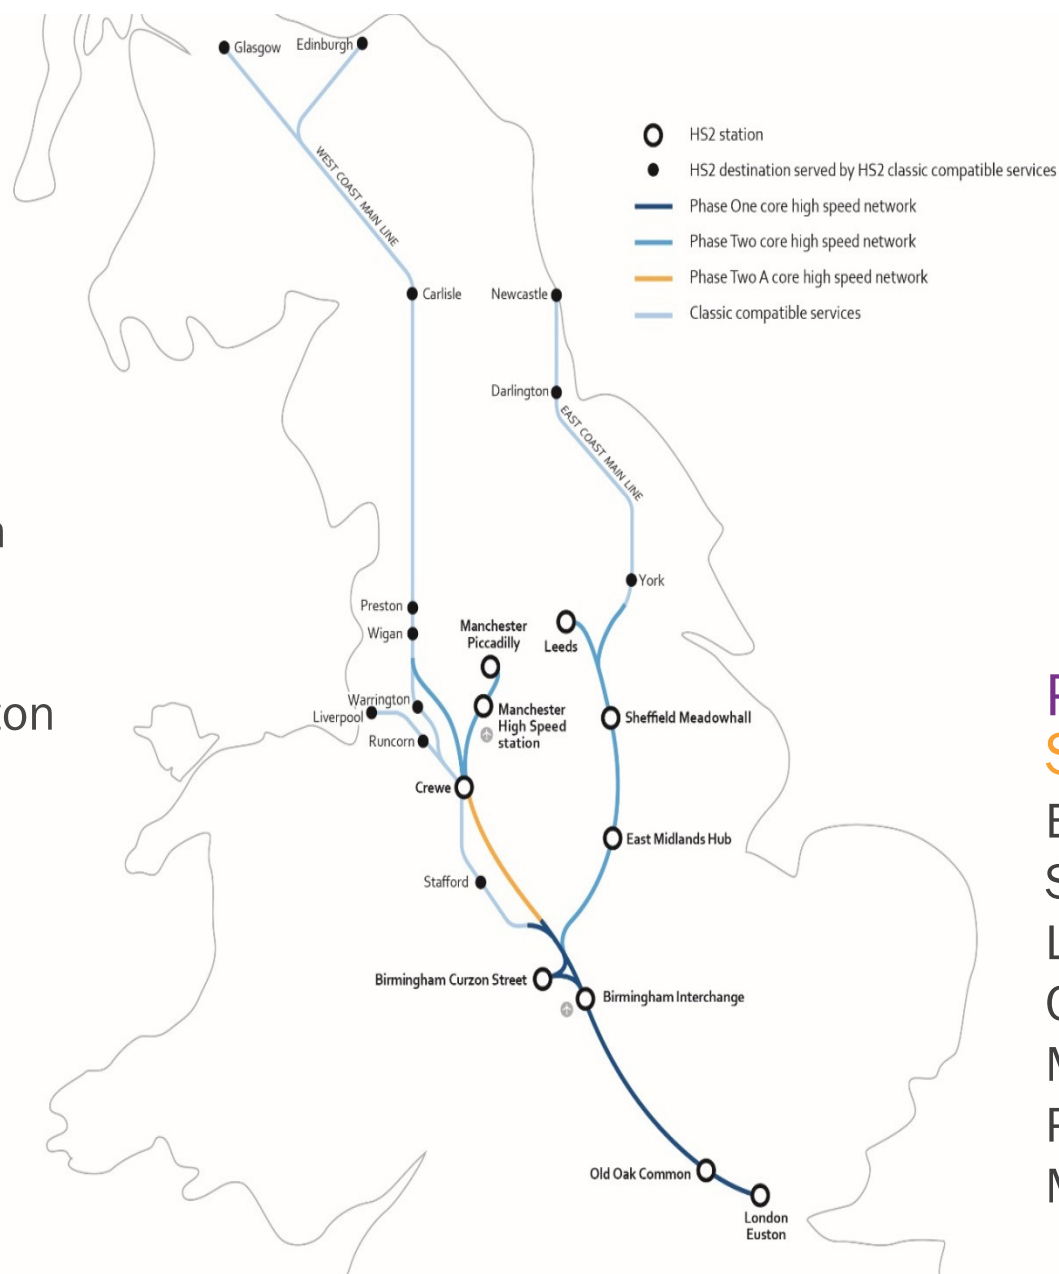 Glasgow
Edinburgh
HS2 station
HS2 destination served by HS2 classic compatible services
WEST COAST MAIN LINE
Phase One core high speed network
Phase Two core high speed network
Phase Two A core high speed network
Carlisle
Newcastle
Classic compatible services
Darlington
EAST COAST MAIN LINE
York
Preston
Wigan
Manchester
Piccadilly
Leeds
Warrington
Liverpool
Manchester
High Speed
station
Sheffield Meadowhall
Runcorn
Crewe
East Midlands Hub
Stafford
Birmingham Curzon Street
Birmingham Interchange
Old Oak Common
London
Euston